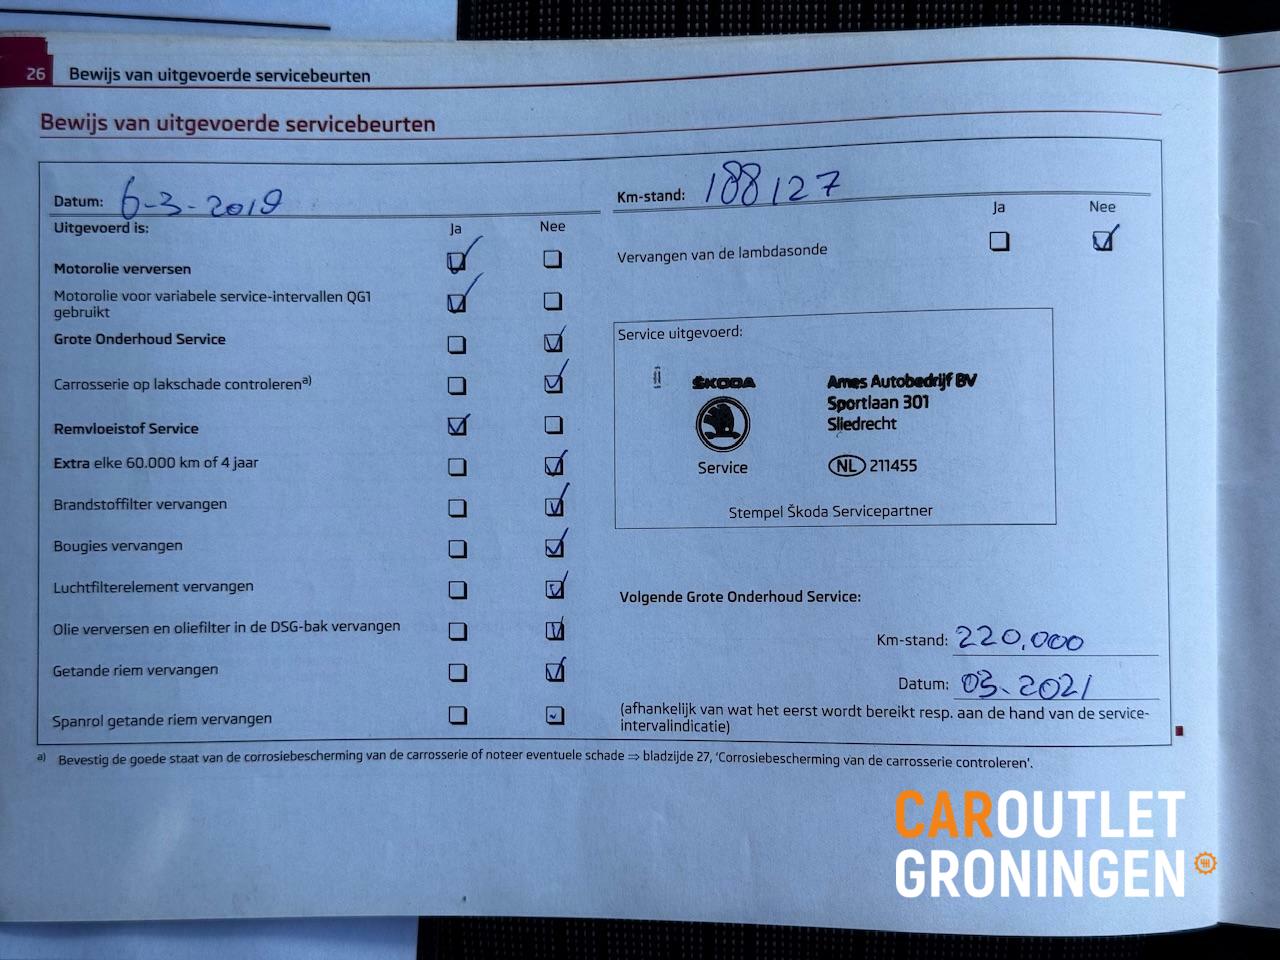 26 Bewijs van uitgevoerde servicebeurten
Bewijs van uitgevoerde servicebeurten
Datum: 6-3-2019
Km-stand: 188127
Uitgevoerd is: Ja Nee
Ja Nee
Motorolie verversen
Vervangen van de lambdasonde
Motorolie voor variabele service-intervallen QG1
gebruikt
Grote Onderhoud Service
Carrosserie op lakschade controlerena)
Remvloeistof Service
Extra elke 60.000 km of 4 jaar
Brandstoffilter vervangen
Bougies vervangen
Luchtfilterelement vervangen
Olie verversen en oliefilter in de DSG-bak vervangen
Getande riem vervangen
Spanrol getande riem vervangen
Service uitgevoerd:
ŠKODA
Service
Ames Autobedrijf BV
Sportlaan 301
Sliedrecht
NL 211455
Stempel Škoda Servicepartner
Volgende Grote Onderhoud Service:
Km-stand: 220.000
Datum: 03-2021
(afhankelijk van wat het eerst wordt bereikt resp. aan de hand van de service-
intervalindicatie)
a) Bevestig de goede staat van de corrosiebescherming van de carrosserie of noteer eventuele schade ⇒ bladzijde 27, 'Corrosiebescherming van de carrosserie controleren'.
CAROUTLET
GRONINGEN